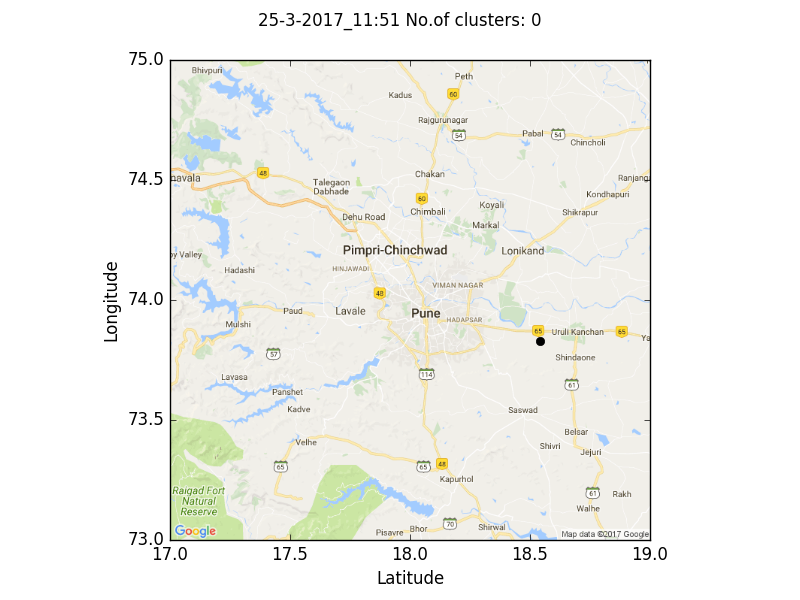 25-3-2017_11:51 No.of clusters: 0
75.0
Bhivpuri
Peth
Kadus
60
Rajgurunagar
54
Pabal
54
Chincholi
74.5
navala
48
Talegaon
Dabhade
Chakan
Ranjang
Kondhapuri
60
Chimbali
Koyali
Shikrapur
Dehu Road
Markal
Pimpri-Chinchwad
Lonikand
oy Valley
Hadashi
HINJAWADI
VIMAN NAGAR
48
74.0
Paud
Lavale
Pune
HADAPSAR
Mulshi
65
Uruli Kanchan
65
Ya
57
Shindaone
114
Lavasa
61
Panshet
Kadve
Saswad
73.5
Velhe
Belsar
Shivri
Jejuri
65
65
48
Kapurhol
Raigad Fort
Natural
Reserve
61
Rakh
Walhe
70
Pisavre
Bhor
Shirwal
Google
Map data ©2017 Google
73.0
17.0
17.5
18.0
18.5
19.0
Longitude
Latitude